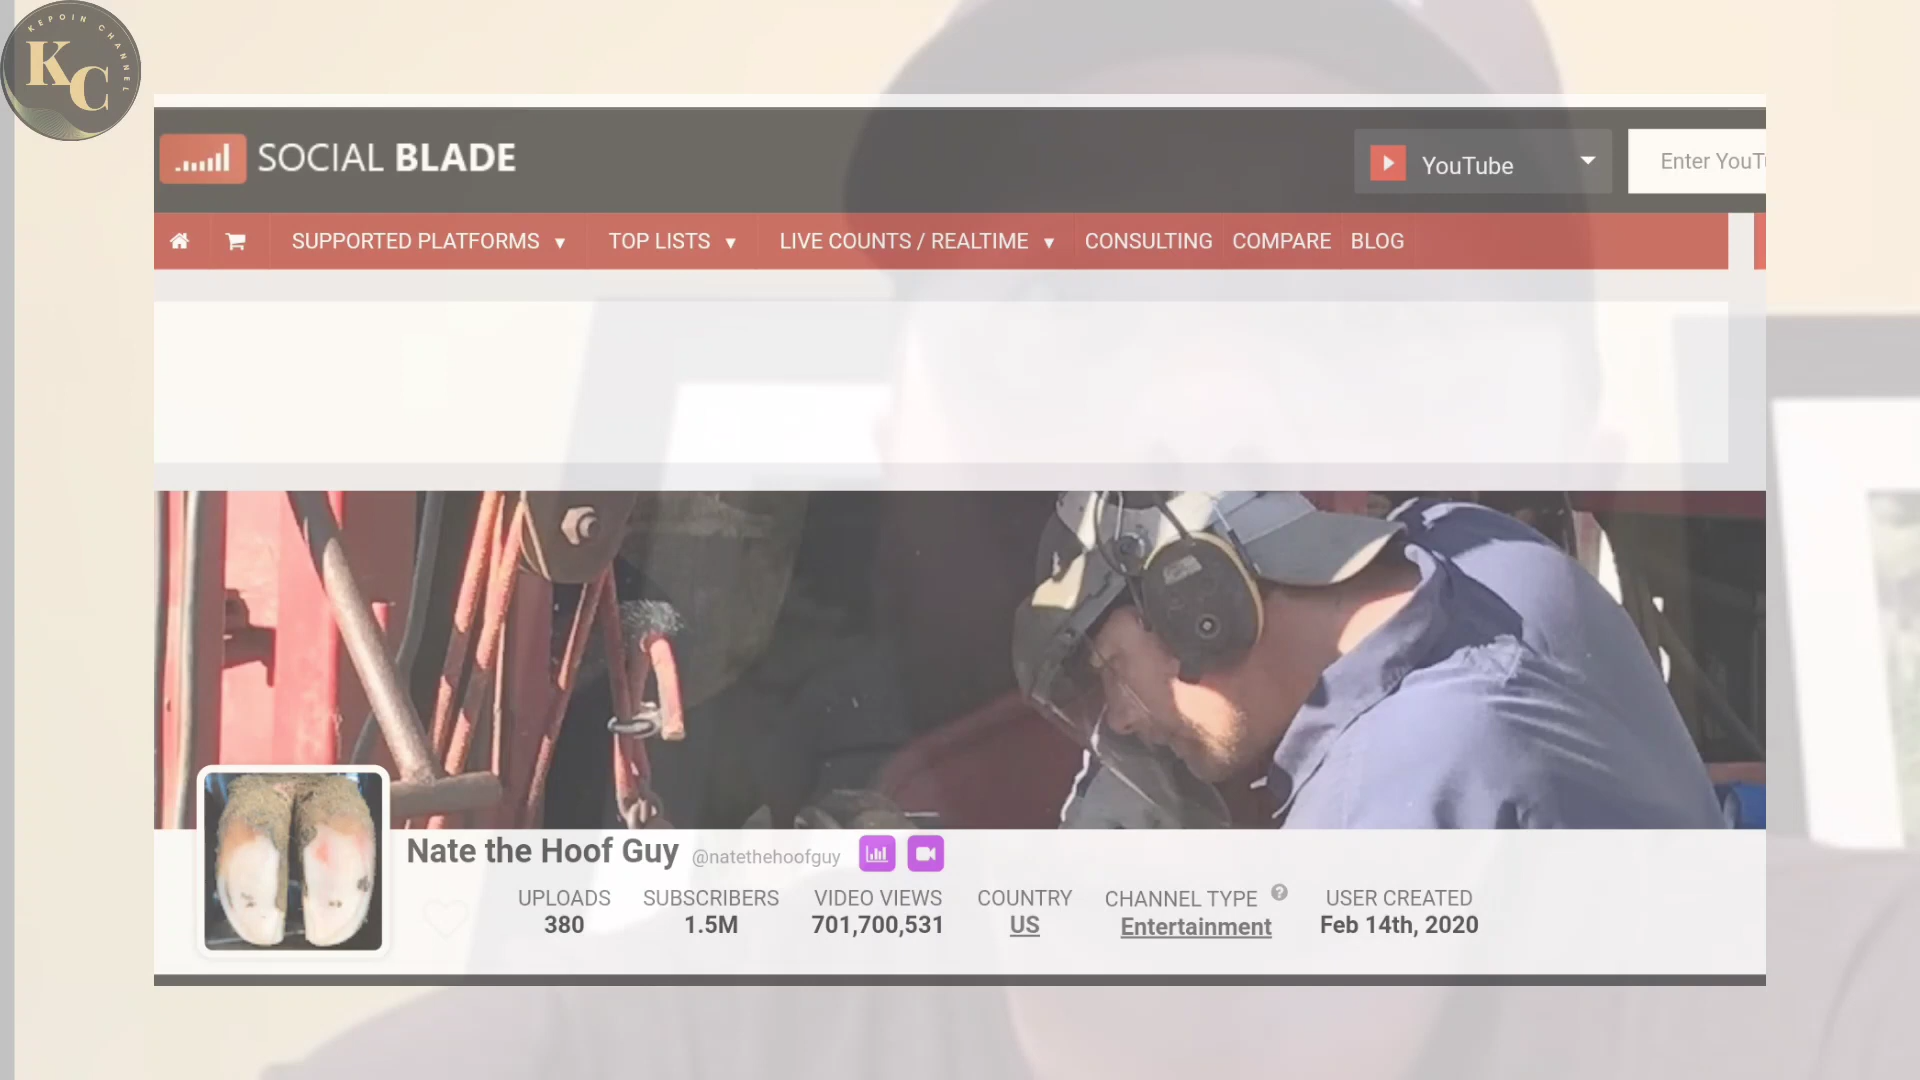 KEPOIN CHANNEL
KC
SOCIAL BLADE
YouTube
Enter YouT
SUPPORTED PLATFORMS ▼ TOP LISTS ▼ LIVE COUNTS / REALTIME ▼ CONSULTING COMPARE BLOG
Nate the Hoof Guy @natethehoofguy
UPLOADS SUBSCRIBERS VIDEO VIEWS COUNTRY CHANNEL TYPE ? USER CREATED
380 1.5M 701,700,531 US Entertainment Feb 14th, 2020